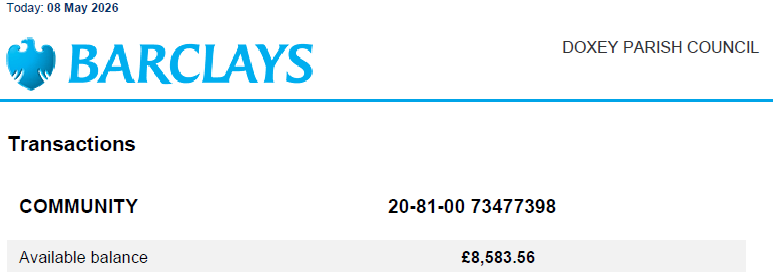 Today: 08 May 2026
BARCLAYS
DOXEY PARISH COUNCIL
Transactions
COMMUNITY 20-81-00 73477398
Available balance £8,583.56